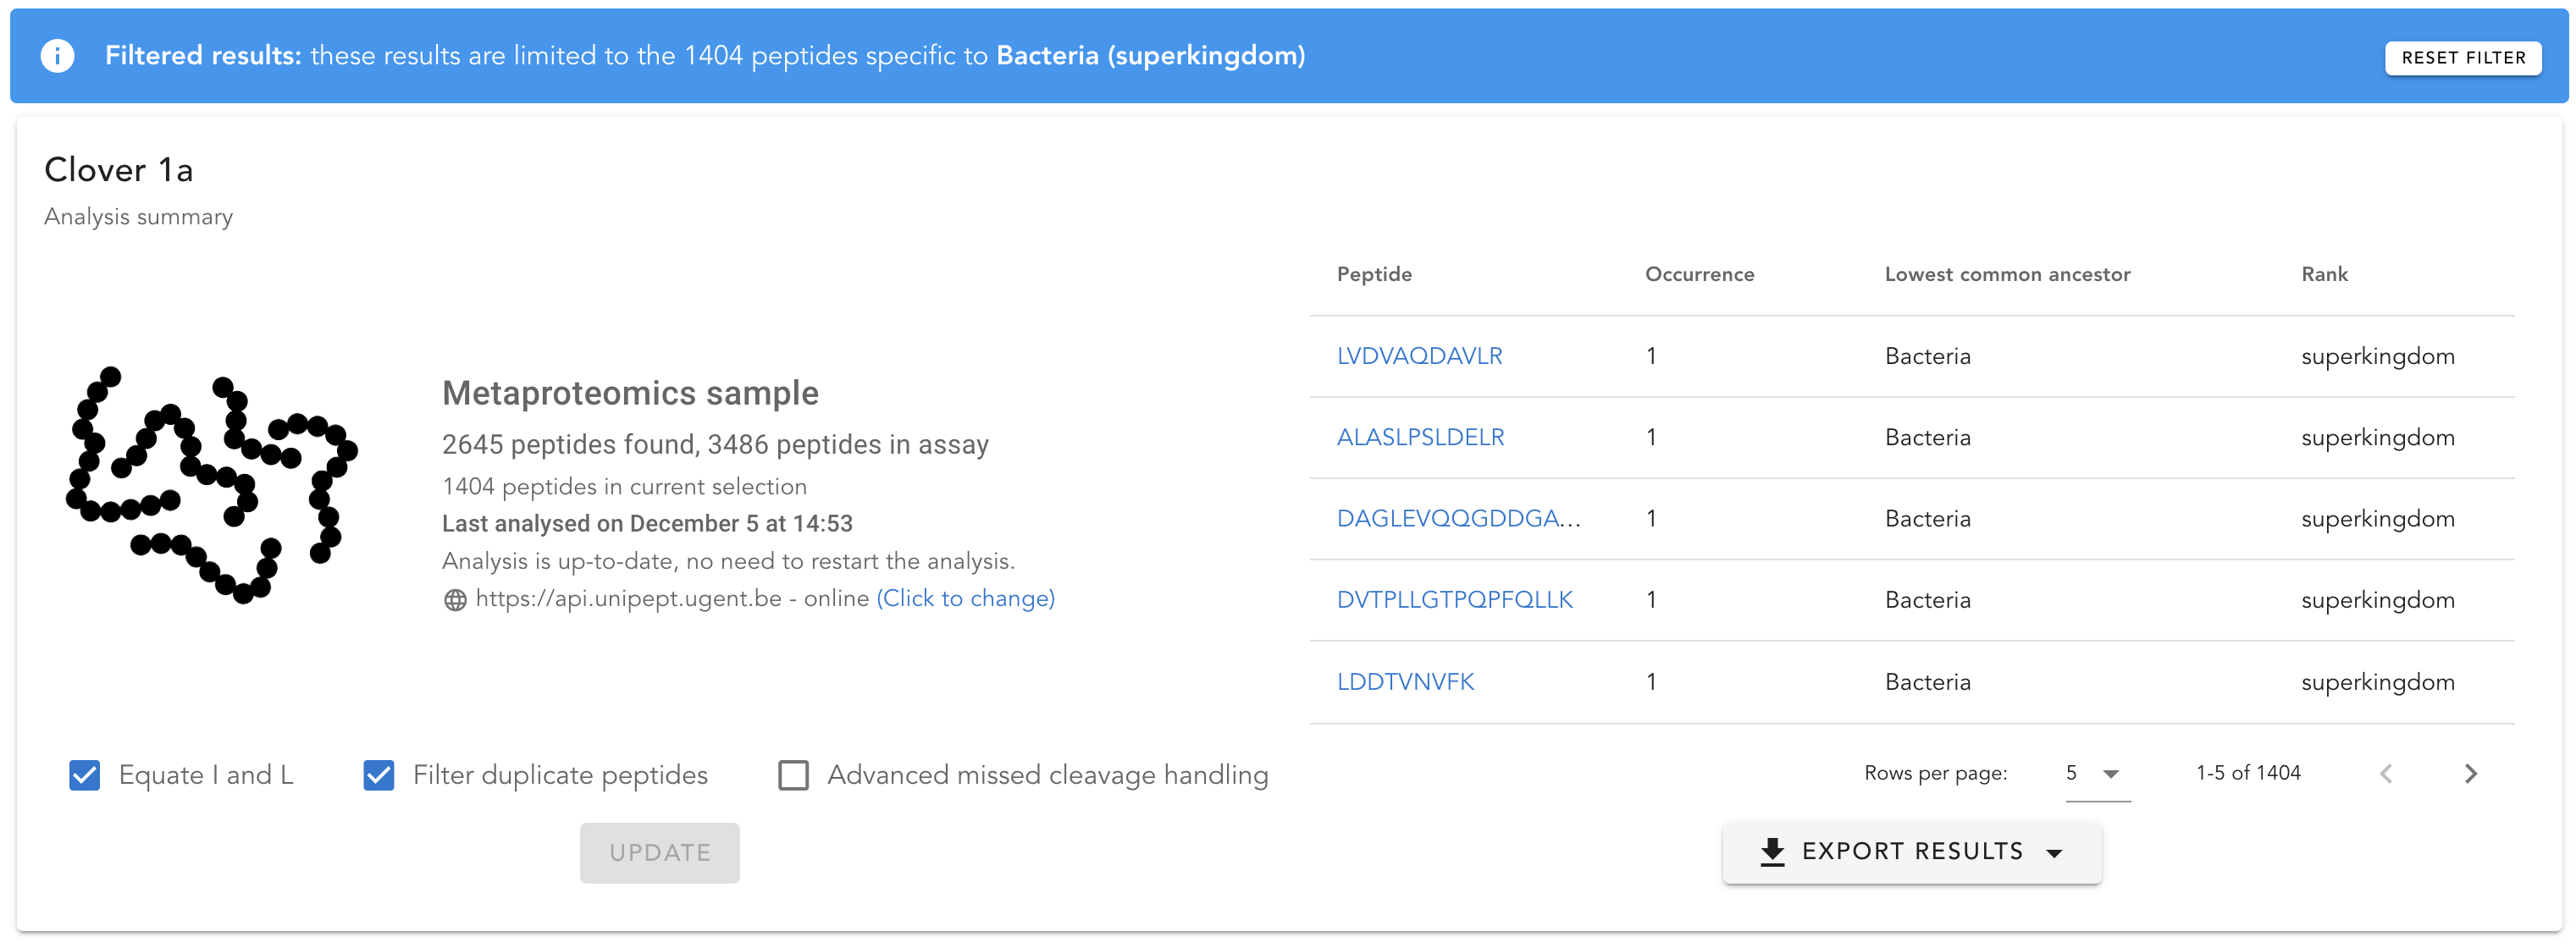 Filtered results: these results are limited to the 1404 peptides specific to Bacteria (superkingdom)
RESET FILTER
Clover 1a
Analysis summary
Metaproteomics sample
2645 peptides found, 3486 peptides in assay
1404 peptides in current selection
Last analysed on December 5 at 14:53
Analysis is up-to-date, no need to restart the analysis.
https://api.unipept.ugent.be - online (Click to change)
Equate I and L
Filter duplicate peptides
Advanced missed cleavage handling
UPDATE
Peptide Occurrence Lowest common ancestor Rank
LVDVAQDAVLR 1 Bacteria superkingdom
ALASLPSLDELR 1 Bacteria superkingdom
DAGLEVQQGDDGA... 1 Bacteria superkingdom
DVTPLLGTPQPFQLLK 1 Bacteria superkingdom
LDDTVNVFK 1 Bacteria superkingdom
Rows per page: 5 1-5 of 1404
EXPORT RESULTS